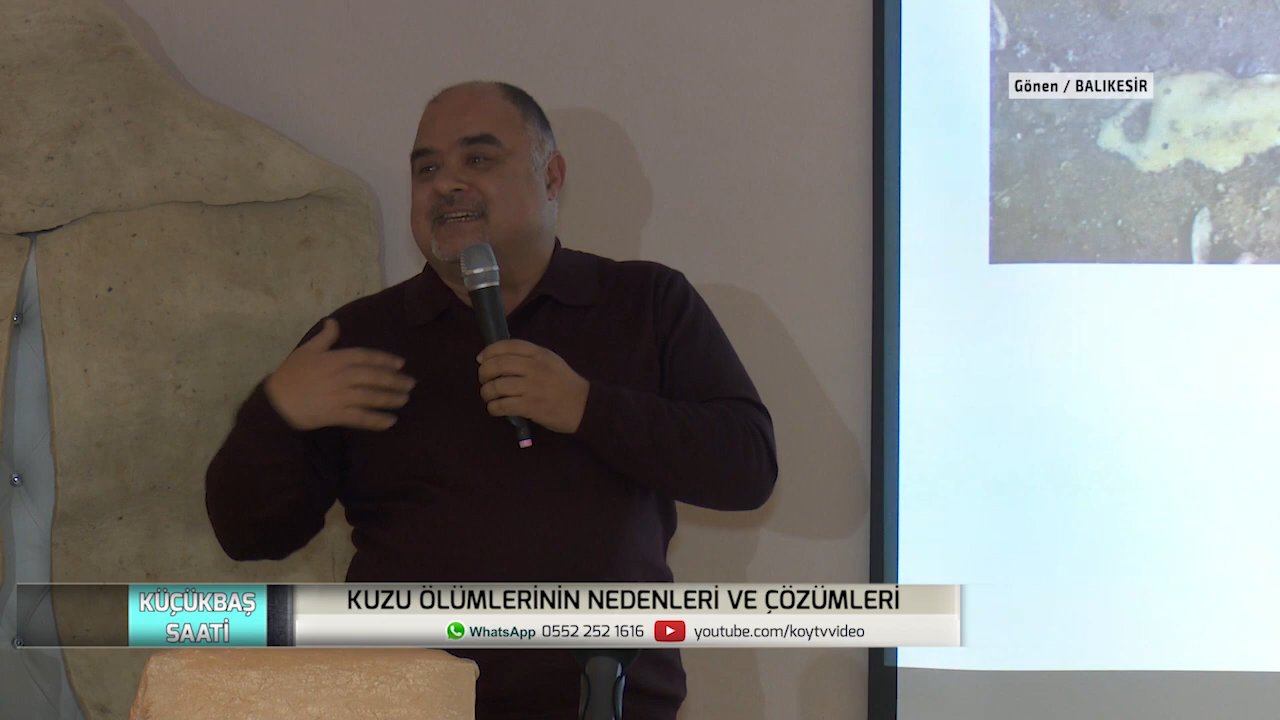 Gönen / BALIKESİR
KÜÇÜKBAŞ
SAATİ
KUZU ÖLÜMLERİNİN NEDENLERİ VE ÇÖZÜMLERİ
WhatsApp 0552 252 1616 youtube.com/koytvvideo